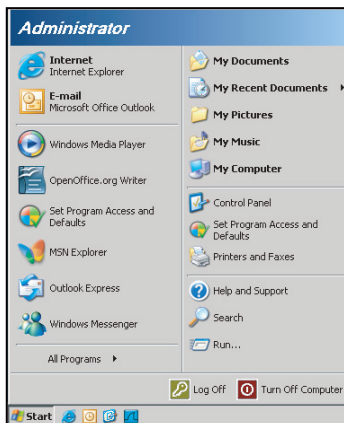 Administrator
Internet
Internet Explorer
E-mail
Microsoft Office Outlook
Windows Media Player
OpenOffice.org Writer
Set Program Access and
Defaults
MSN Explorer
Outlook Express
Windows Messenger
All Programs
My Documents
My Recent Documents
My Pictures
My Music
My Computer
Control Panel
Set Program Access and
Defaults
Printers and Faxes
Help and Support
Search
Run...
Log Off
Turn Off Computer
Start